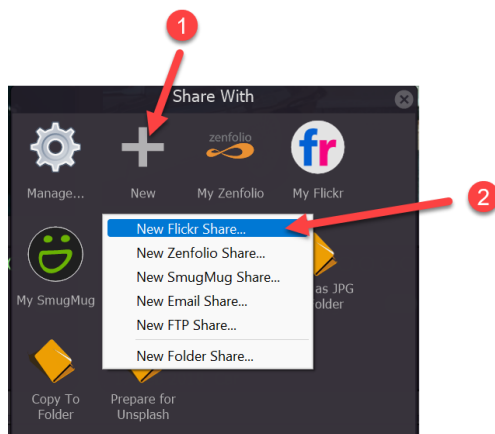 1
Share With
zenfolio
fr
Manage...
New
My Zenfolio
My Flickr
2
New Flickr Share...
New Zenfolio Share...
New SmugMug Share...
New Email Share...
New FTP Share...
New Folder Share...
My SmugMug
as JPG
older
Copy To
Folder
Prepare for
Unsplash